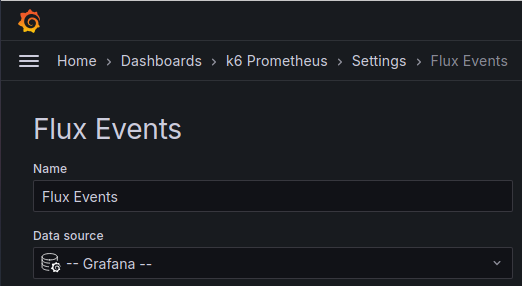 Home › Dashboards › k6 Prometheus › Settings › Flux Events
Flux Events
Name
Flux Events
Data source
-- Grafana --